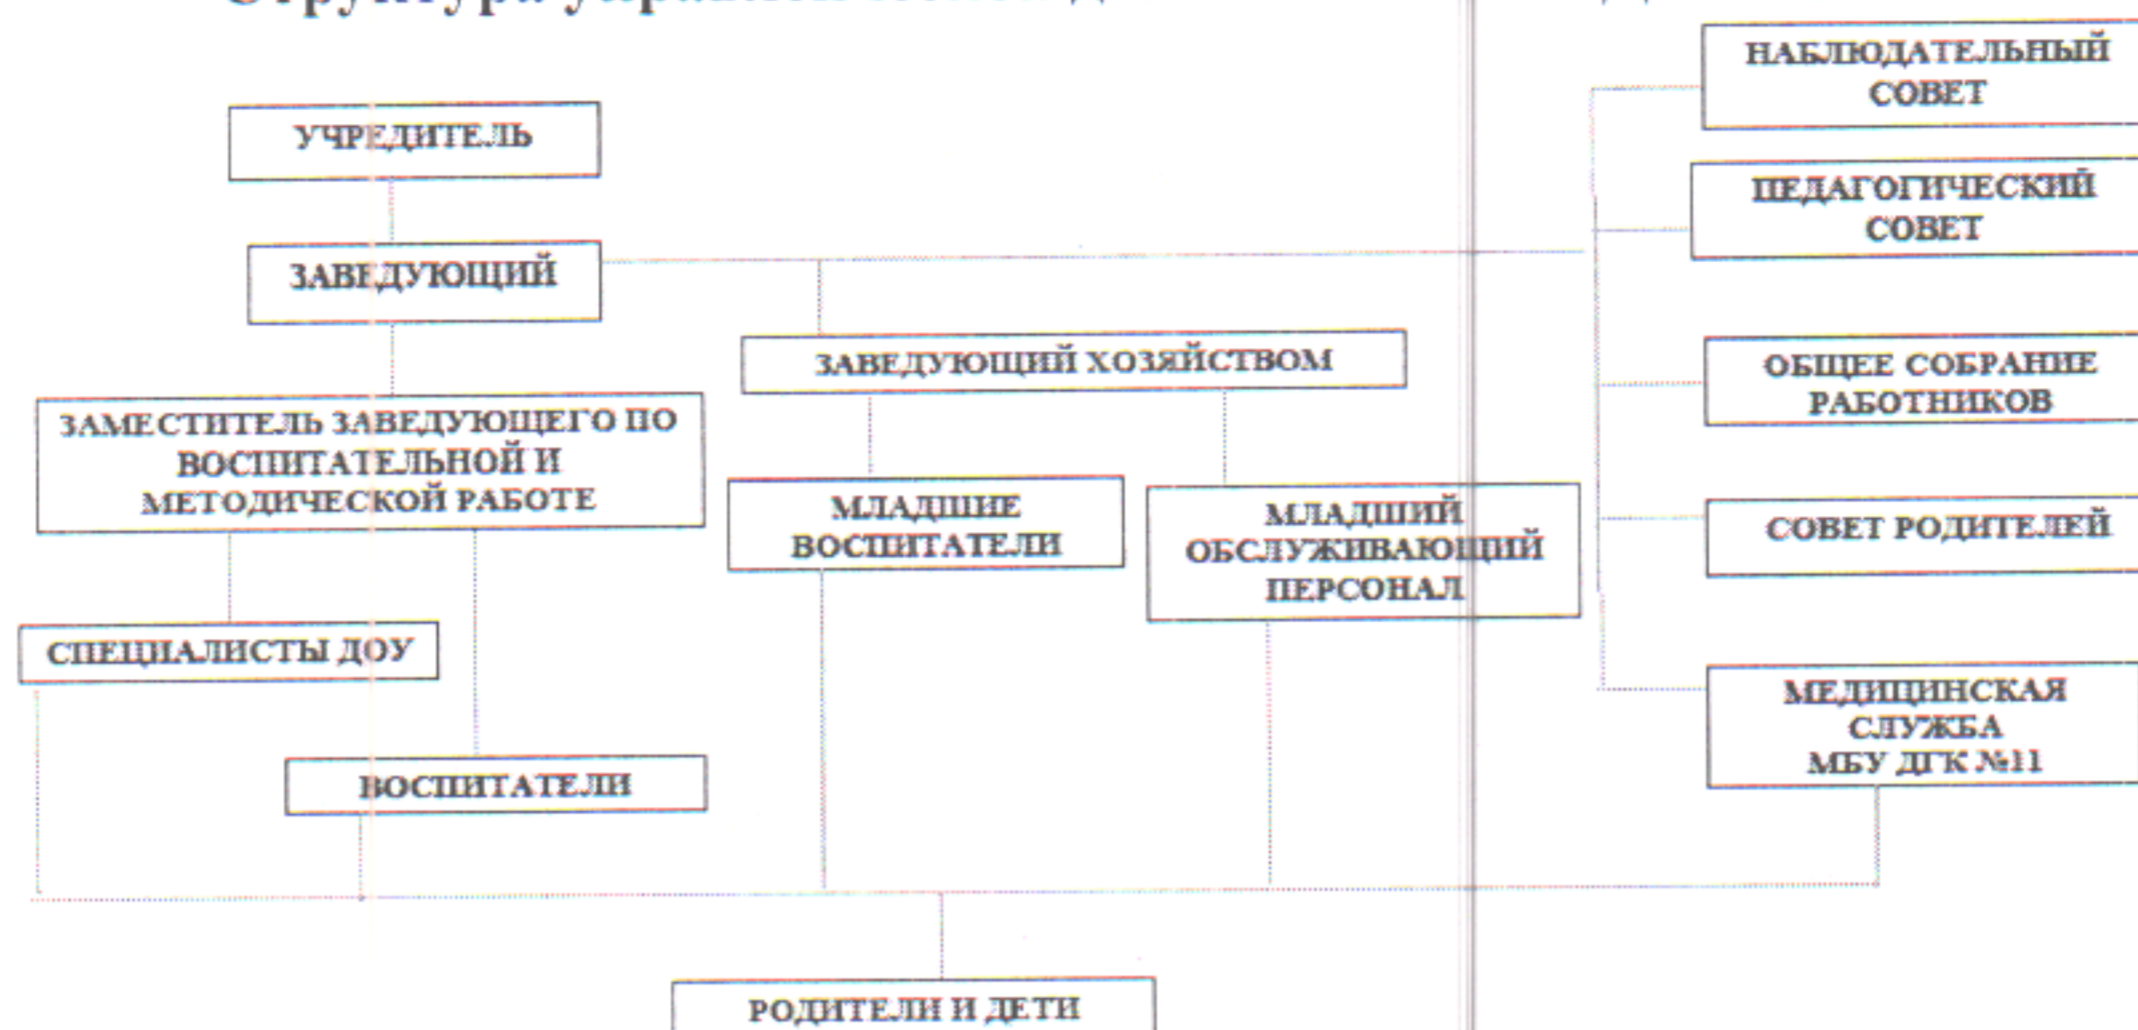 Структура
УЧРЕДИТЕЛЬ
ЗАВЕДУЮЩИЙ
ЗАМЕСТИТЕЛЬ ЗАВЕДУЮЩЕГО ПО
ВОСПИТАТЕЛЬНОЙ И
МЕТОДИЧЕСКОЙ РАБОТЕ
СПЕЦИАЛИСТЫ ДОУ
ВОСПИТАТЕЛИ
ЗАВЕДУЮЩИЙ ХОЗЯЙСТВОМ
МЛАДШИЕ
ВОСПИТАТЕЛИ
МЛАДШИЙ
ОБСЛУЖИВАЮЩИЙ
ПЕРСОНАЛ
НАБЛЮДАТЕЛЬНЫЙ
СОВЕТ
ПЕДАГОГИЧЕСКИЙ
СОВЕТ
ОБЩЕЕ СОБРАНИЕ
РАБОТНИКОВ
СОВЕТ РОДИТЕЛЕЙ
МЕДИЦИНСКАЯ
СЛУЖБА
МБУ ДГК №11
РОДИТЕЛИ И ДЕТИ